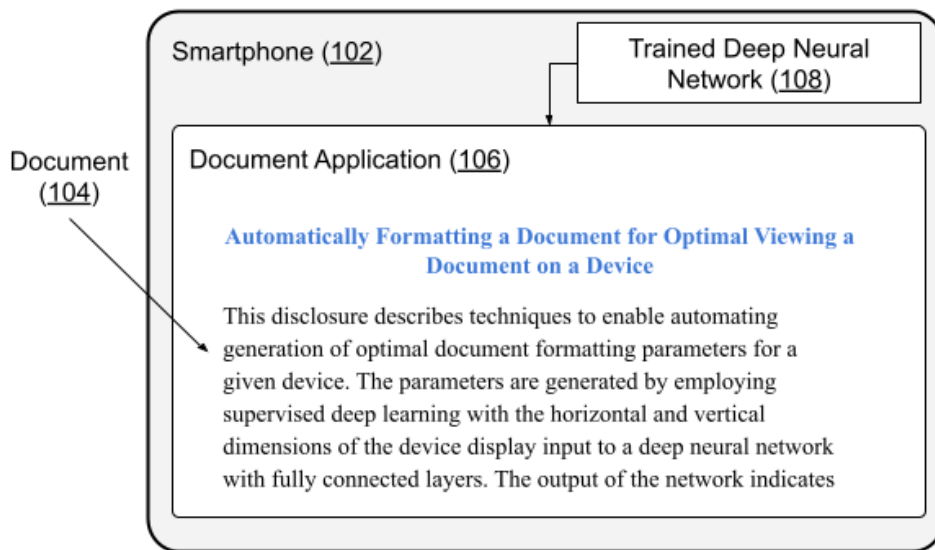 Smartphone (102)
Trained Deep Neural
Network (108)
Document
(104)
Document Application (106)
Automatically Formatting a Document for Optimal Viewing a
Document on a Device
This disclosure describes techniques to enable automating
generation of optimal document formatting parameters for a
given device. The parameters are generated by employing
supervised deep learning with the horizontal and vertical
dimensions of the device display input to a deep neural network
with fully connected layers. The output of the network indicates